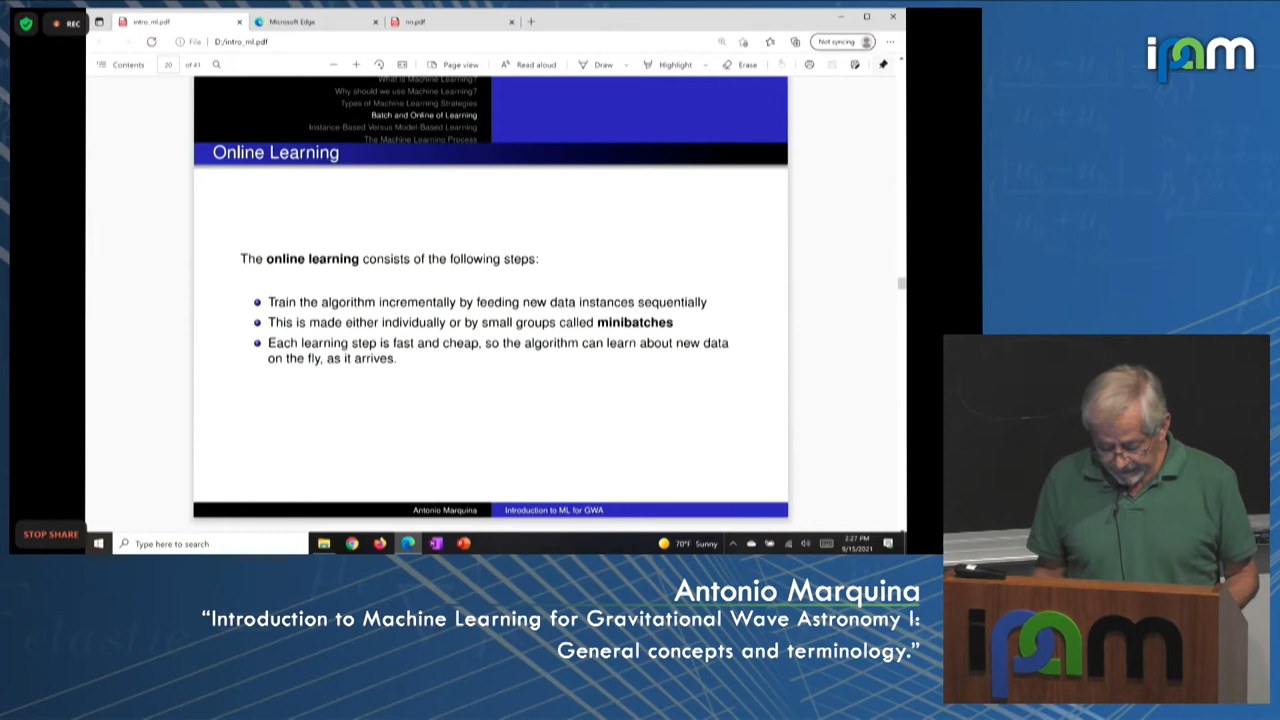 REC
intro_ml.pdf
Microsoft Edge
nn.pdf
File
D:/intro_ml.pdf
Not syncing
Contents
20
of 41
Page view
Read aloud
Draw
Highlight
Erase
What is Machine Learning?
Why should we use Machine Learning?
Types of Machine Learning Strategies
Batch and Online of Learning
Instance-Based Versus Model-Based Learning
The Machine Learning Process
Online Learning
The online learning consists of the following steps:
Train the algorithm incrementally by feeding new data instances sequentially
This is made either individually or by small groups called minibatches
Each learning step is fast and cheap, so the algorithm can learn about new data
on the fly, as it arrives.
Antonio Marquina
Introduction to ML for GWA
STOP SHARE
Type here to search
70°F Sunny
2:27 PM
9/15/2021
ipam
ipam
Antonio Marquina
“Introduction to Machine Learning for Gravitational Wave Astronomy I:
General concepts and terminology.”